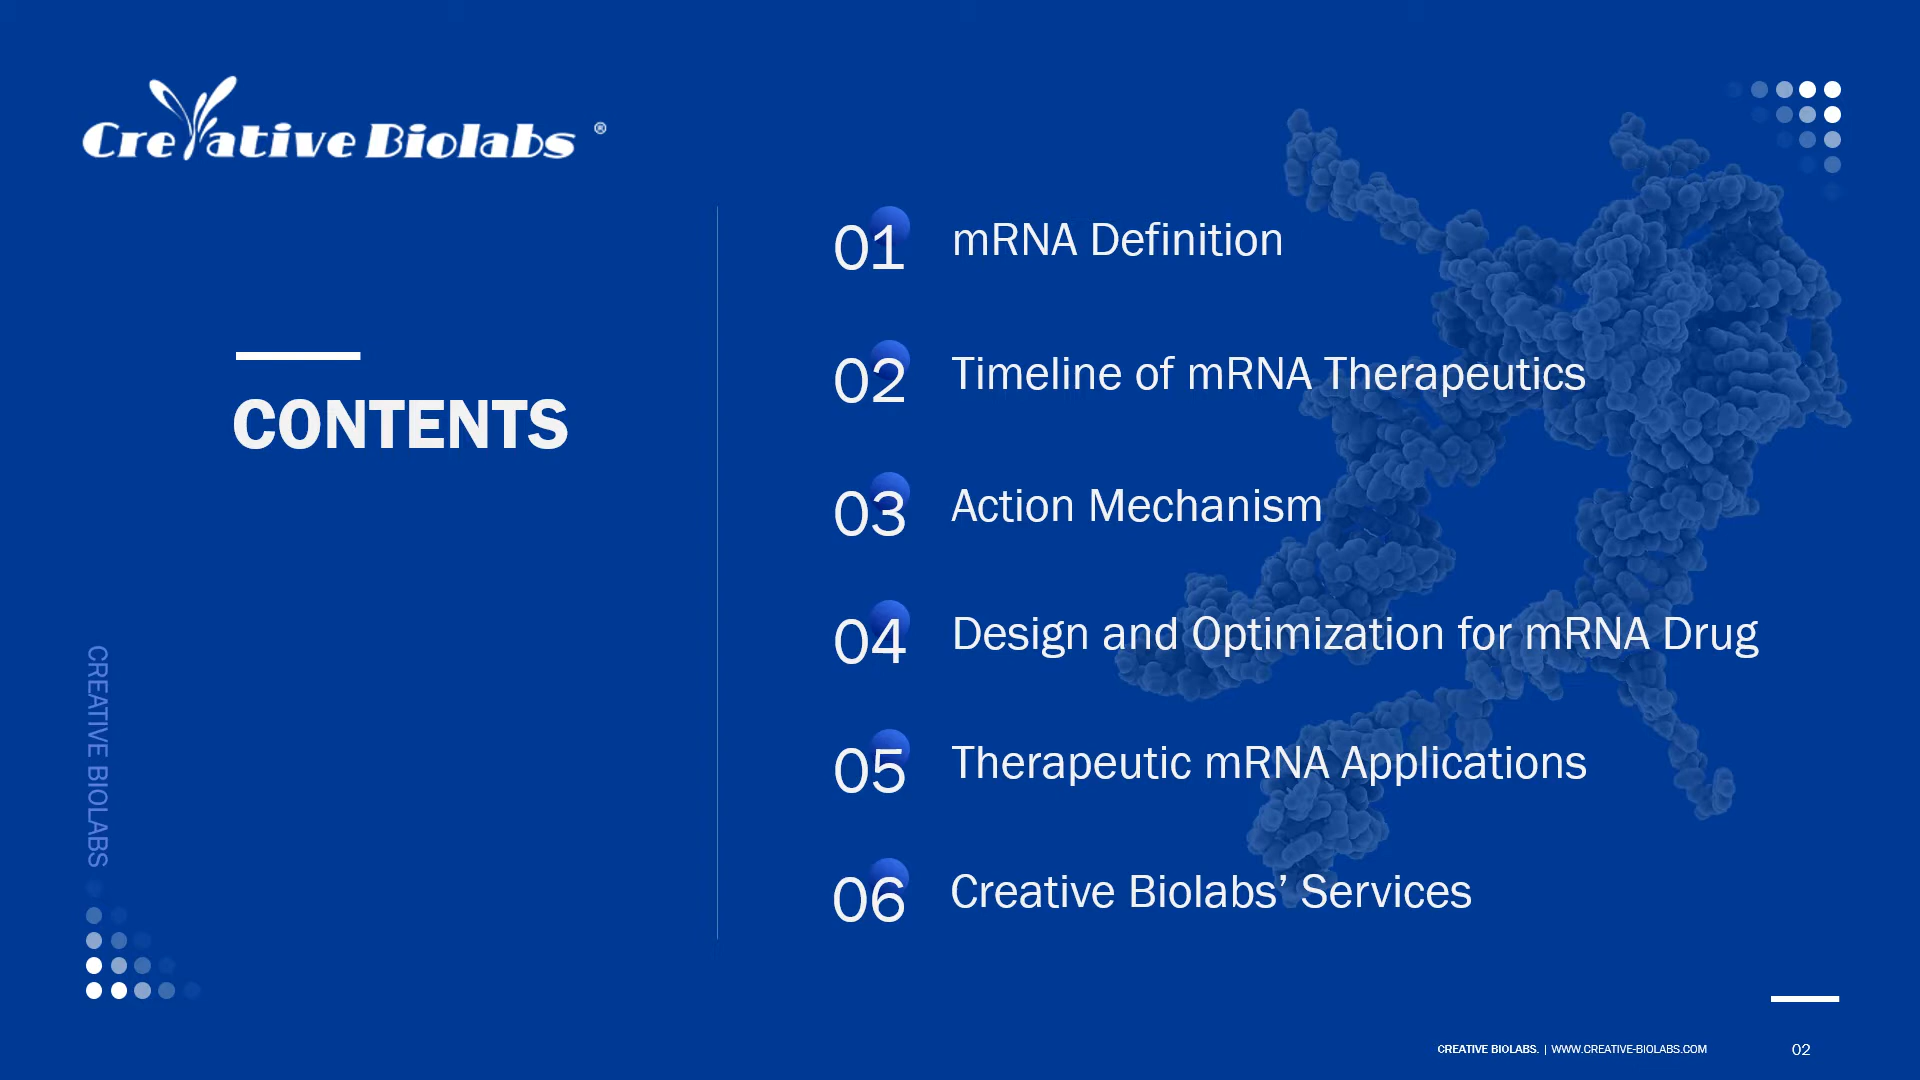 Creative Biolabs ®
CONTENTS
01 mRNA Definition
02 Timeline of mRNA Therapeutics
03 Action Mechanism
04 Design and Optimization for mRNA Drug
05 Therapeutic mRNA Applications
06 Creative Biolabs’ Services
CREATIVE BIOLABS
CREATIVE BIOLABS. | WWW.CREATIVE-BIOLABS.COM
02